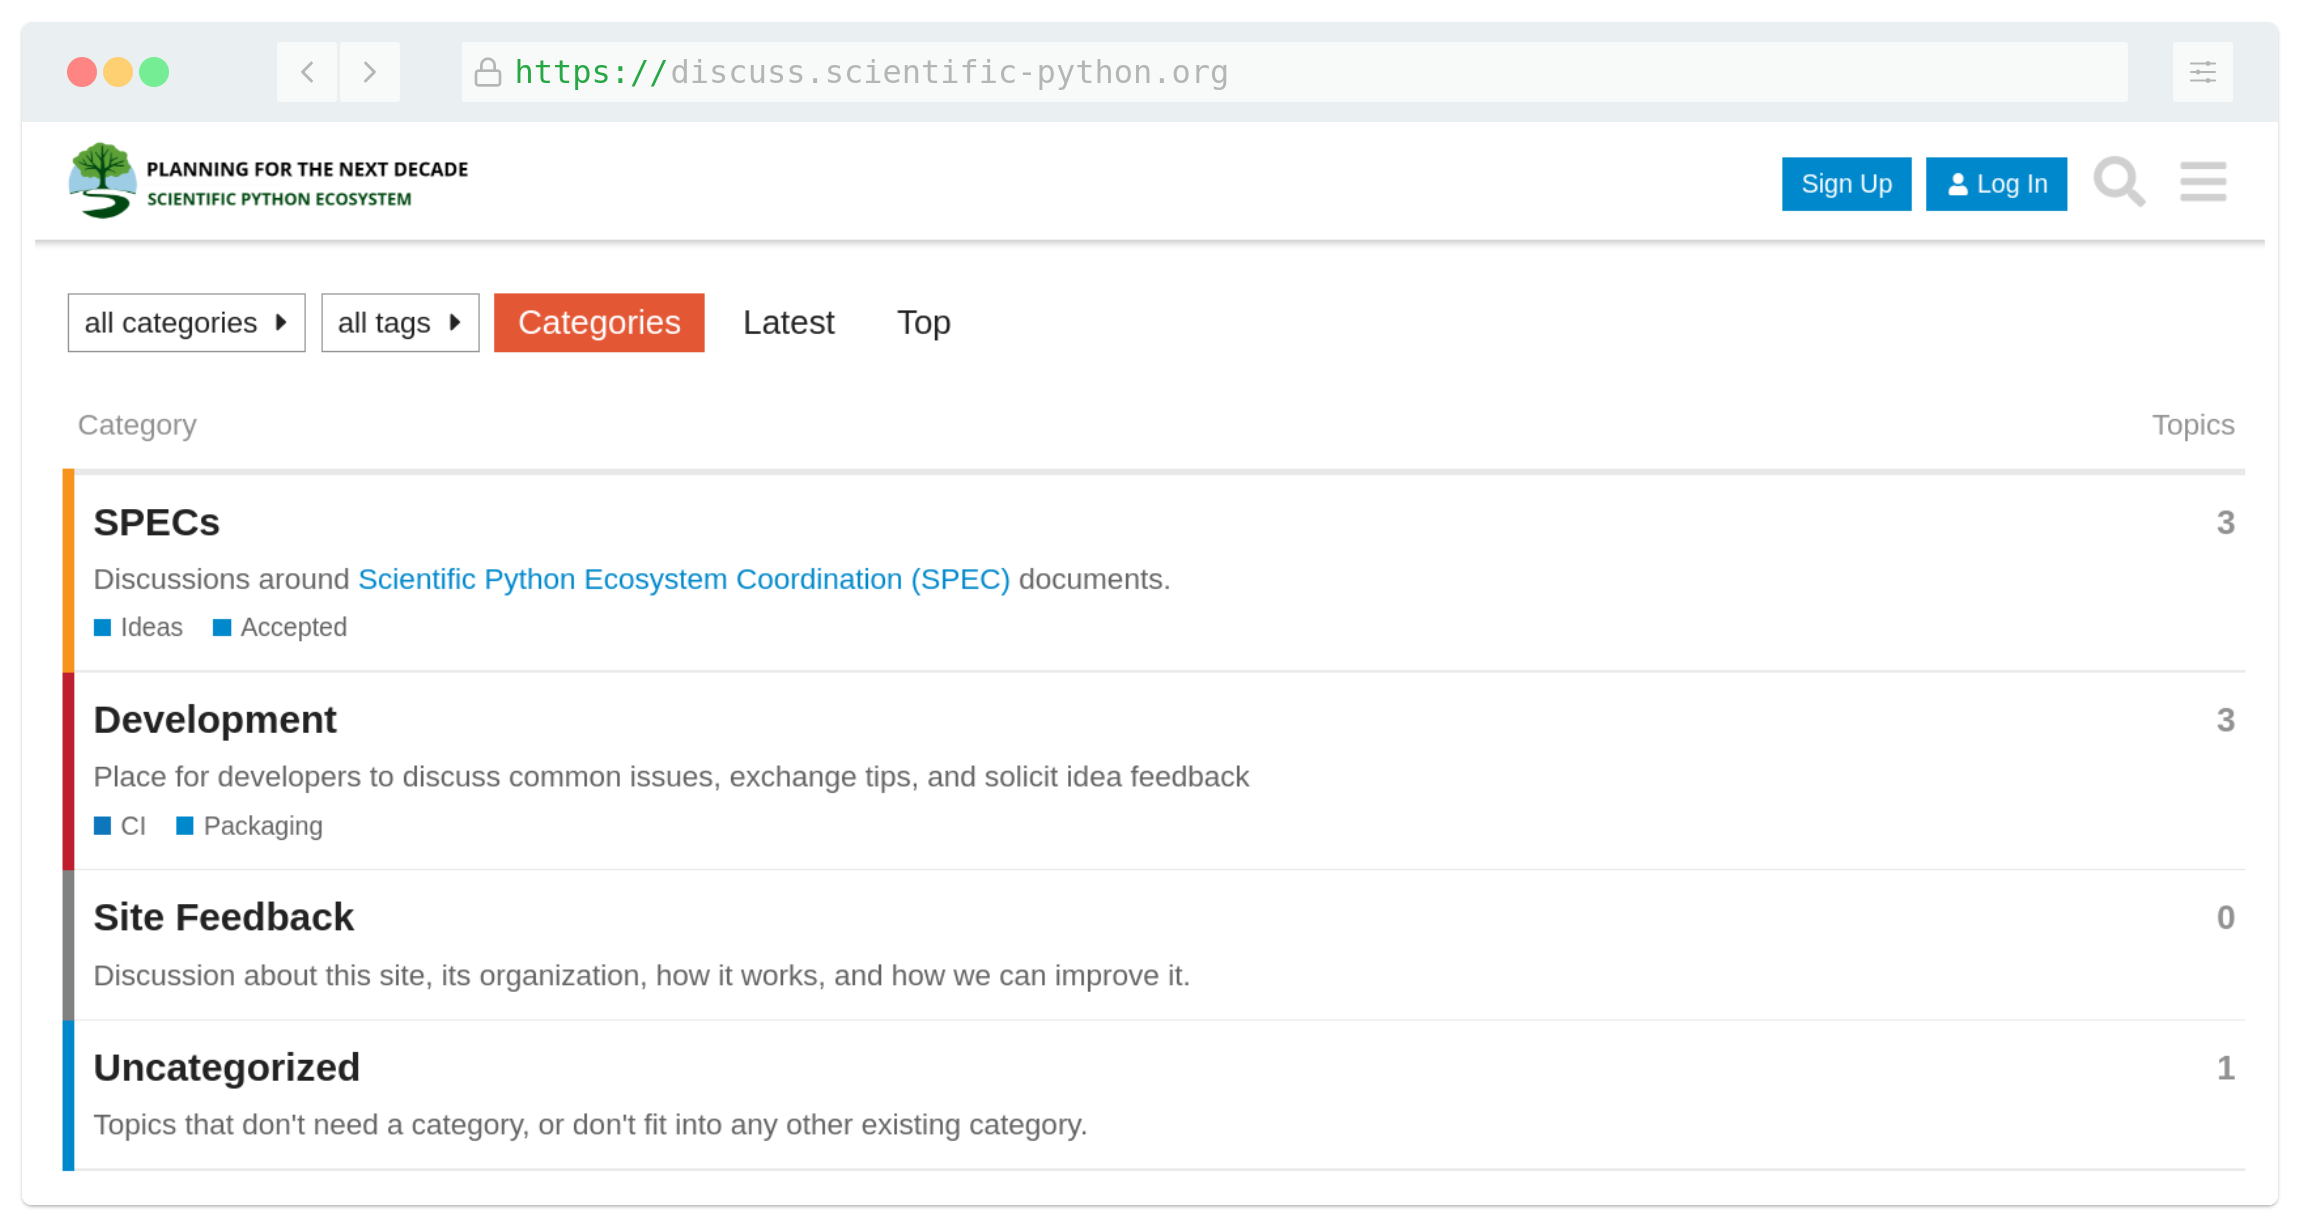 https://discuss.scientific-python.org
PLANNING FOR THE NEXT DECADE
SCIENTIFIC PYTHON ECOSYSTEM
Sign Up Log In
all categories all tags Categories Latest Top
Category Topics
SPECs 3
Discussions around Scientific Python Ecosystem Coordination (SPEC) documents.
Ideas Accepted
Development 3
Place for developers to discuss common issues, exchange tips, and solicit idea feedback
CI Packaging
Site Feedback 0
Discussion about this site, its organization, how it works, and how we can improve it.
Uncategorized 1
Topics that don't need a category, or don't fit into any other existing category.